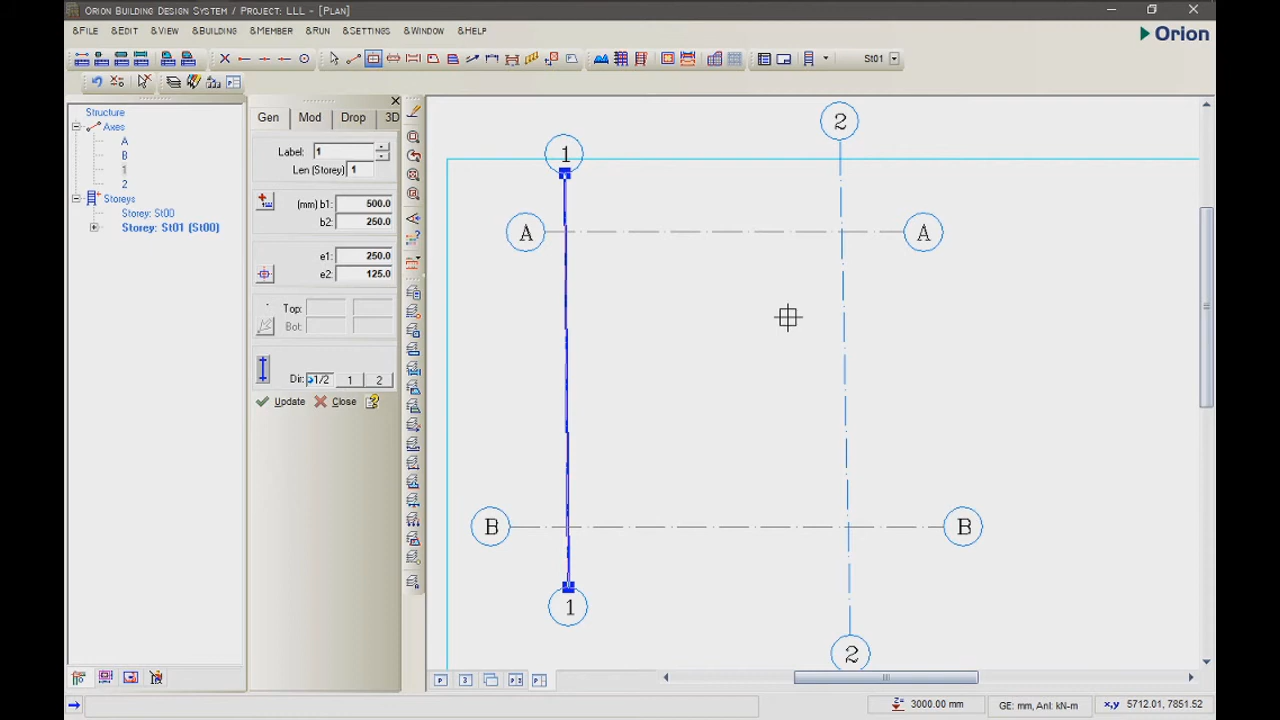 Orion Building Design System / Project: LLL - [Plan]
&File &Edit &View &Building &Member &Run &Settings &Window &Help
Orion
St01
Structure
Axes
A
B
1
2
Storeys
Storey: St00
Storey: St01 (St00)
Gen Mod Drop 3D
Label: 1
Len (Storey) 1
(mm) b1: 500.0
b2: 250.0
e1: 250.0
e2: 125.0
Top:
Bot:
Dir: 1/2 1 2
Update Close
2
1
A A
B B
1
2
P 3
Z= 3000.00 mm GE: mm, Anl: kN-m x,y 5712.01, 7851.52